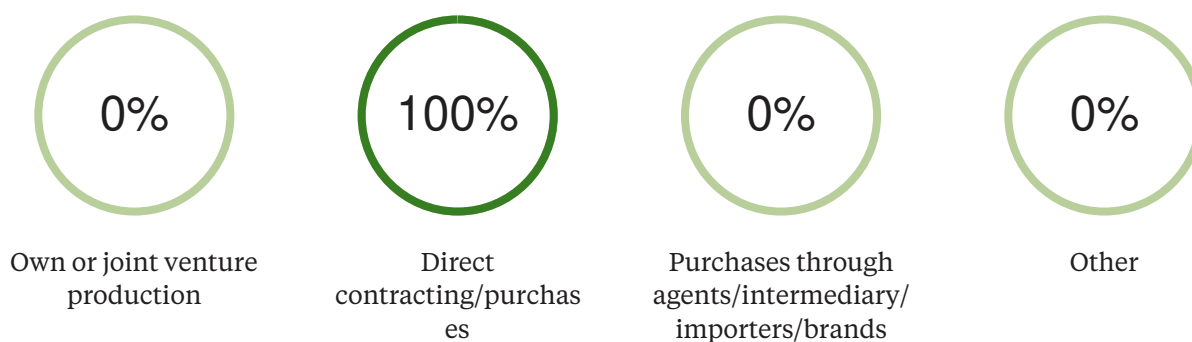 0%
100%
0%
0%
Own or joint venture
production
Direct
contracting/purchas
es
Purchases through
agents/intermediary/
importers/brands
Other